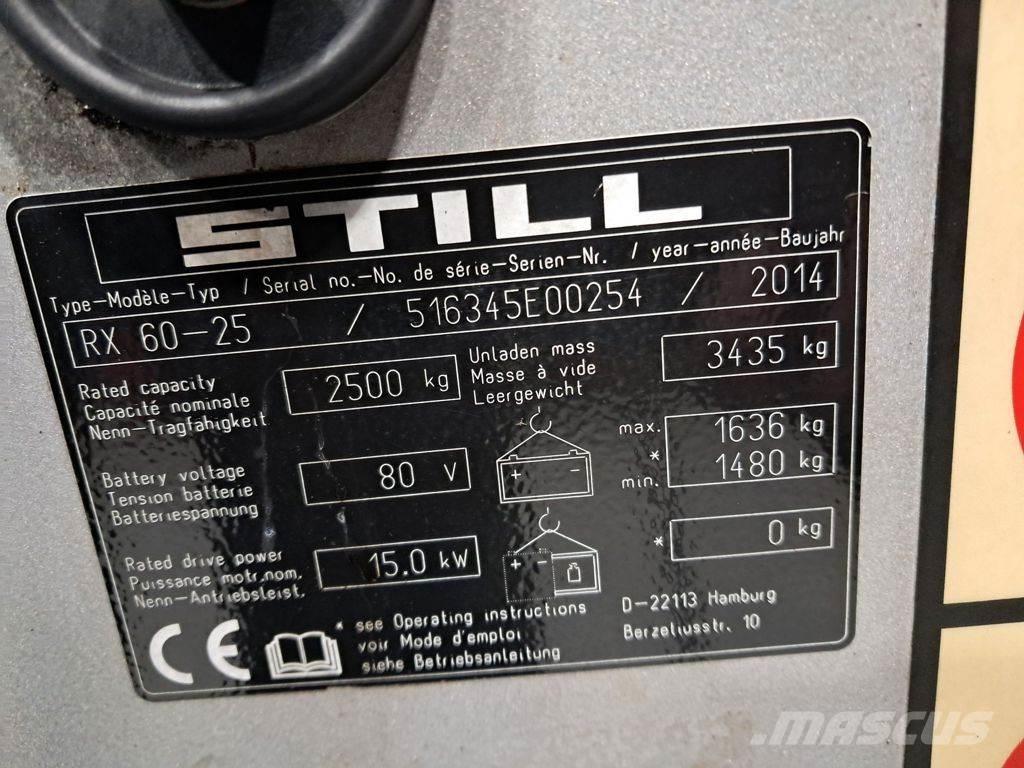 STILL
Type-Modèle-Typ / Serial no.-No. de série-Serien-Nr. / year-année-Baujahr
RX 60-25 / 516345E00254 / 2014
Rated capacity
Capacité nominale
Nenn-Tragfähigkeit
2500 kg
Unladen mass
Masse à vide
Leergewicht
3435 kg
Battery voltage
Tension batterie
Batteriespannung
80 V
+ -
max. 1636 kg
*
min. 1480 kg
Rated drive power
Puissance motr.nom.
Nenn-Antriebsleist.
15.0 kW
+ -
* 0 kg
CE
* see Operating instructions
voir Mode d'emploi
siehe Betriebsanleitung
D-22113 Hamburg
Berzeliusstr. 10
MASCUS